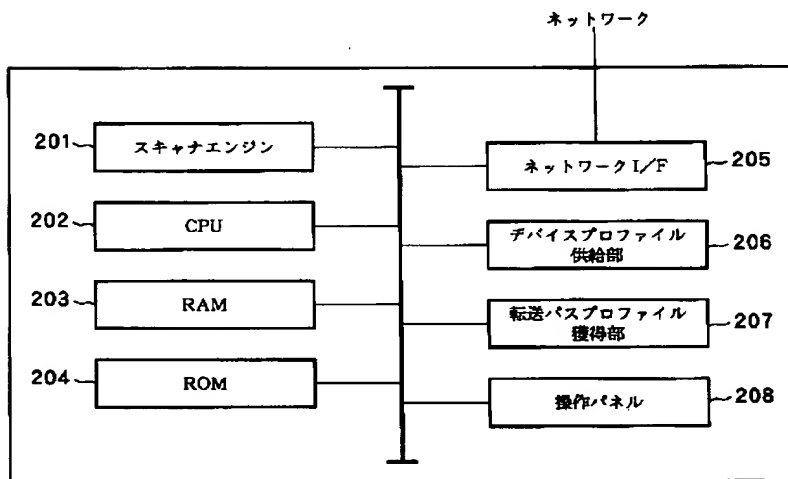 ネットワーク
201
スキャナエンジン
202
CPU
203
RAM
204
ROM
ネットワーク I/F
205
デバイスプロファイル
供給部
206
転送パスプロファイル
獲得部
207
操作パネル
208